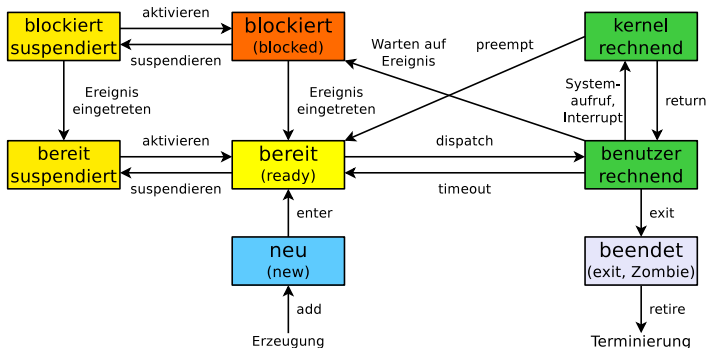 blockiert
suspendiert
aktivieren
suspendieren
blockiert
(blocked)
Warten auf
Ereignis
preempt
kernel
rechnend
Ereignis
eingetreten
Ereignis
eingetreten
System-
aufruf,
Interrupt
return
bereit
suspendiert
aktivieren
suspendieren
bereit
(ready)
dispatch
timeout
benutzer
rechnend
enter
exit
neu
(new)
beendet
(exit, Zombie)
add
retire
Erzeugung
Terminierung